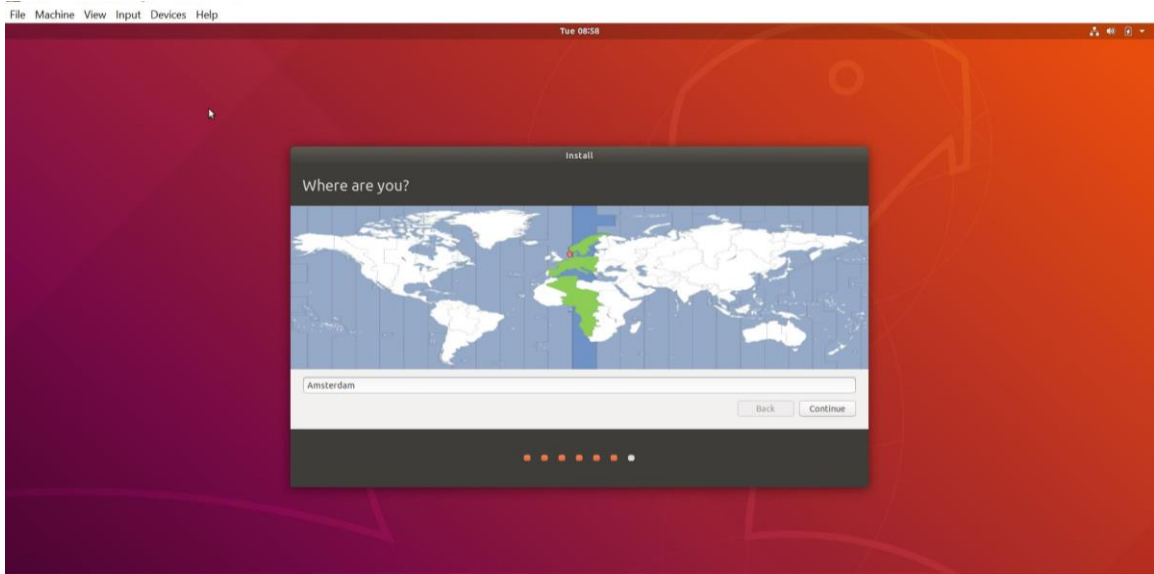 File Machine View Input Devices Help
Tue 08:58
Install
Where are you?
Amsterdam
Back Continue